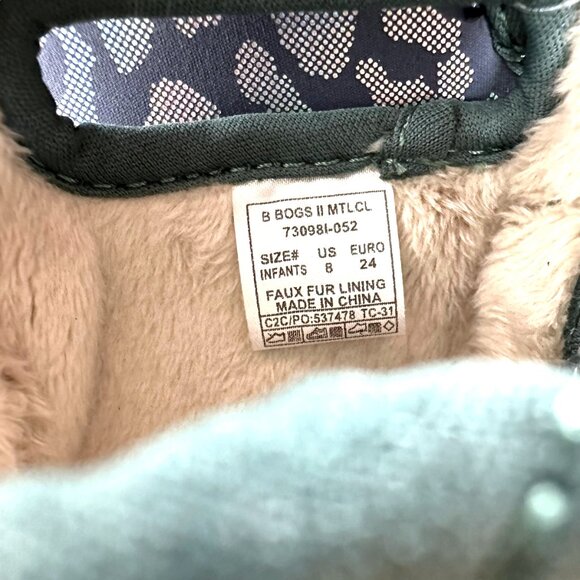 B BOGS II MTLCL
73098I-052
SIZE# US EURO
INFANTS 8 24
FAUX FUR LINING
MADE IN CHINA
C2C/PO:537478 TC-31